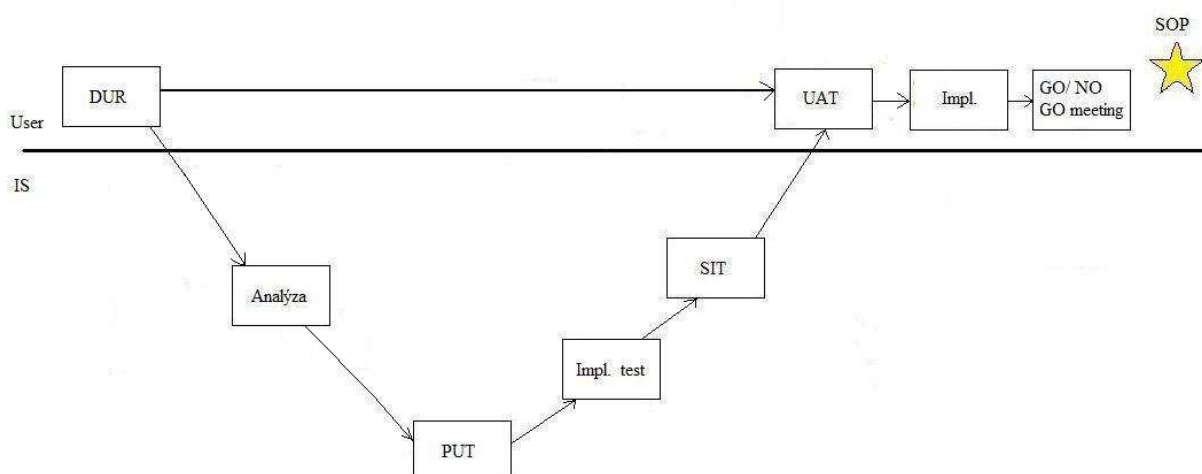 SOP
DUR
UAT
Impl.
GO/ NO
GO meeting
User
IS
SIT
Analýza
Impl. test
PUT